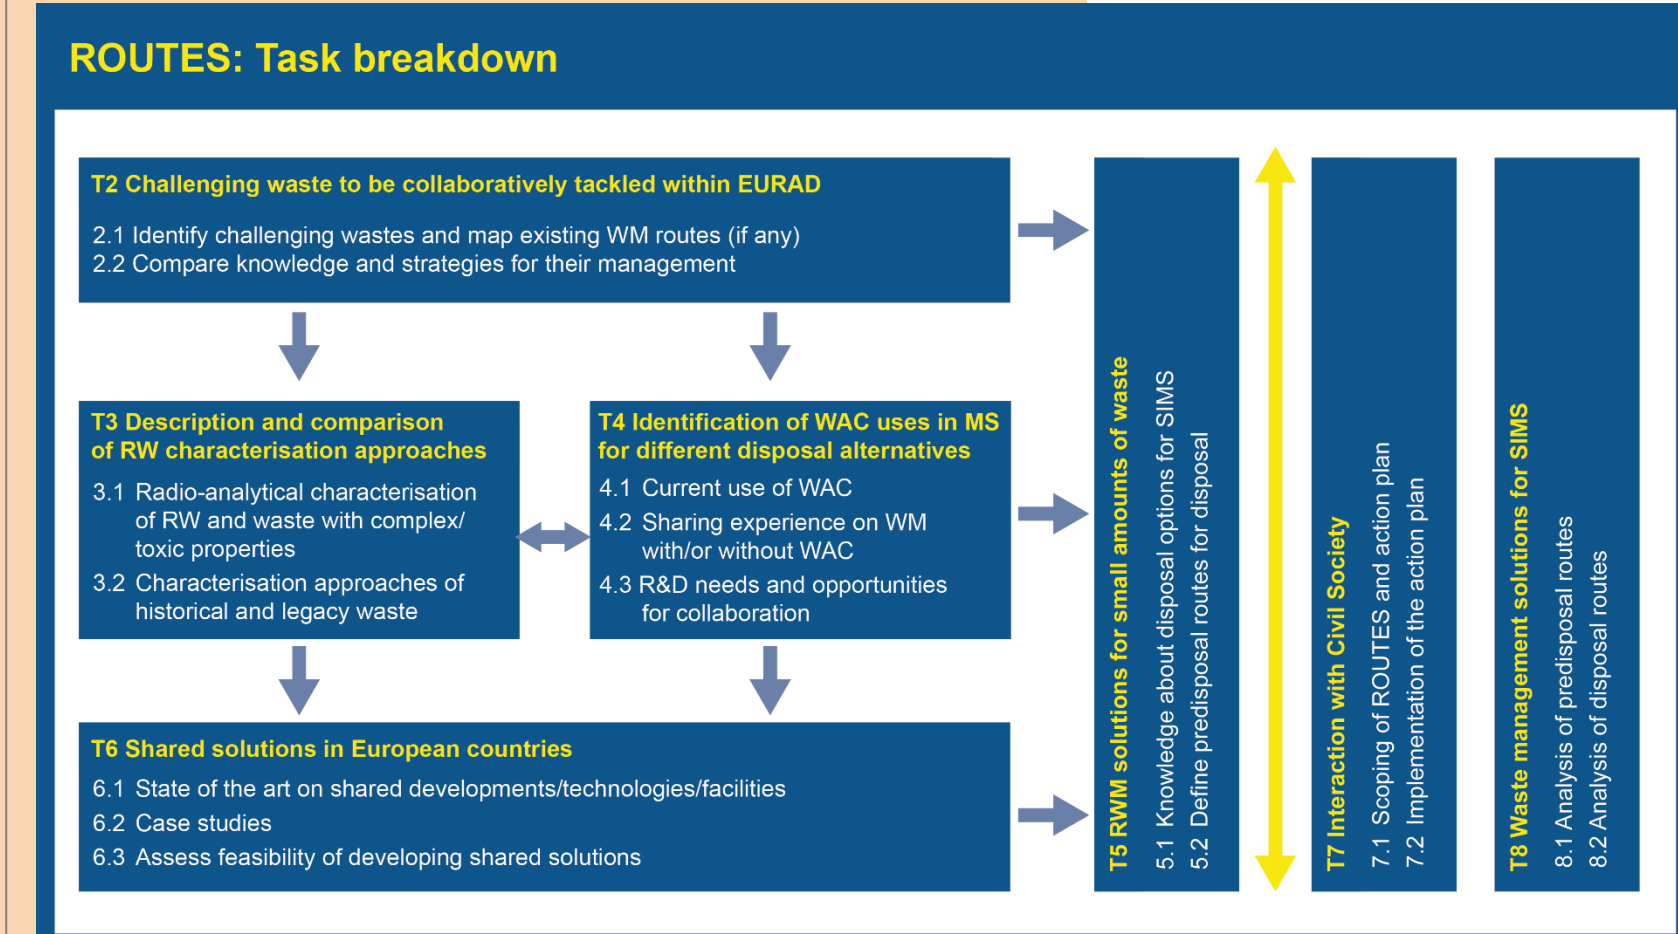 ROUTES: Task breakdown
T2 Challenging waste to be collaboratively tackled within EURAD
2.1 Identify challenging wastes and map existing WM routes (if any)
2.2 Compare knowledge and strategies for their management
T3 Description and comparison
of RW characterisation approaches
3.1 Radio-analytical characterisation
of RW and waste with complex/
toxic properties
3.2 Characterisation approaches of
historical and legacy waste
T4 Identification of WAC uses in MS
for different disposal alternatives
4.1 Current use of WAC
4.2 Sharing experience on WM
with/or without WAC
4.3 R&D needs and opportunities
for collaboration
T6 Shared solutions in European countries
6.1 State of the art on shared developments/technologies/facilities
6.2 Case studies
6.3 Assess feasibility of developing shared solutions
T5 RWM solutions for small amounts of waste
5.1 Knowledge about disposal options for SIMS
5.2 Define predisposal routes for disposal
T7 Interaction with Civil Society
7.1 Scoping of ROUTES and action plan
7.2 Implementation of the action plan
T8 Waste management solutions for SIMS
8.1 Analysis of predisposal routes
8.2 Analysis of disposal routes